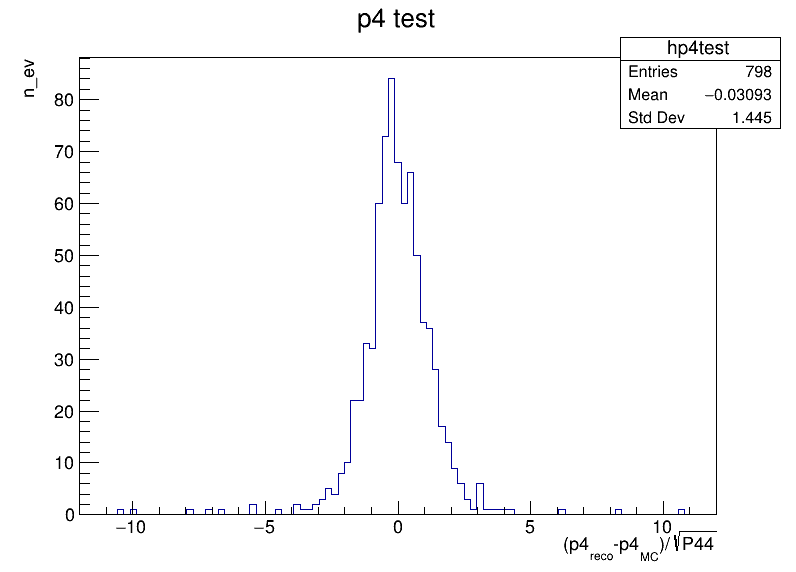 p4 test
hp4test
Entries 798
Mean −0.03093
Std Dev 1.445
n_ev
80
70
60
50
40
30
20
10
0
−10 −5 0 5 10
(p4reco-p4MC)/√P44